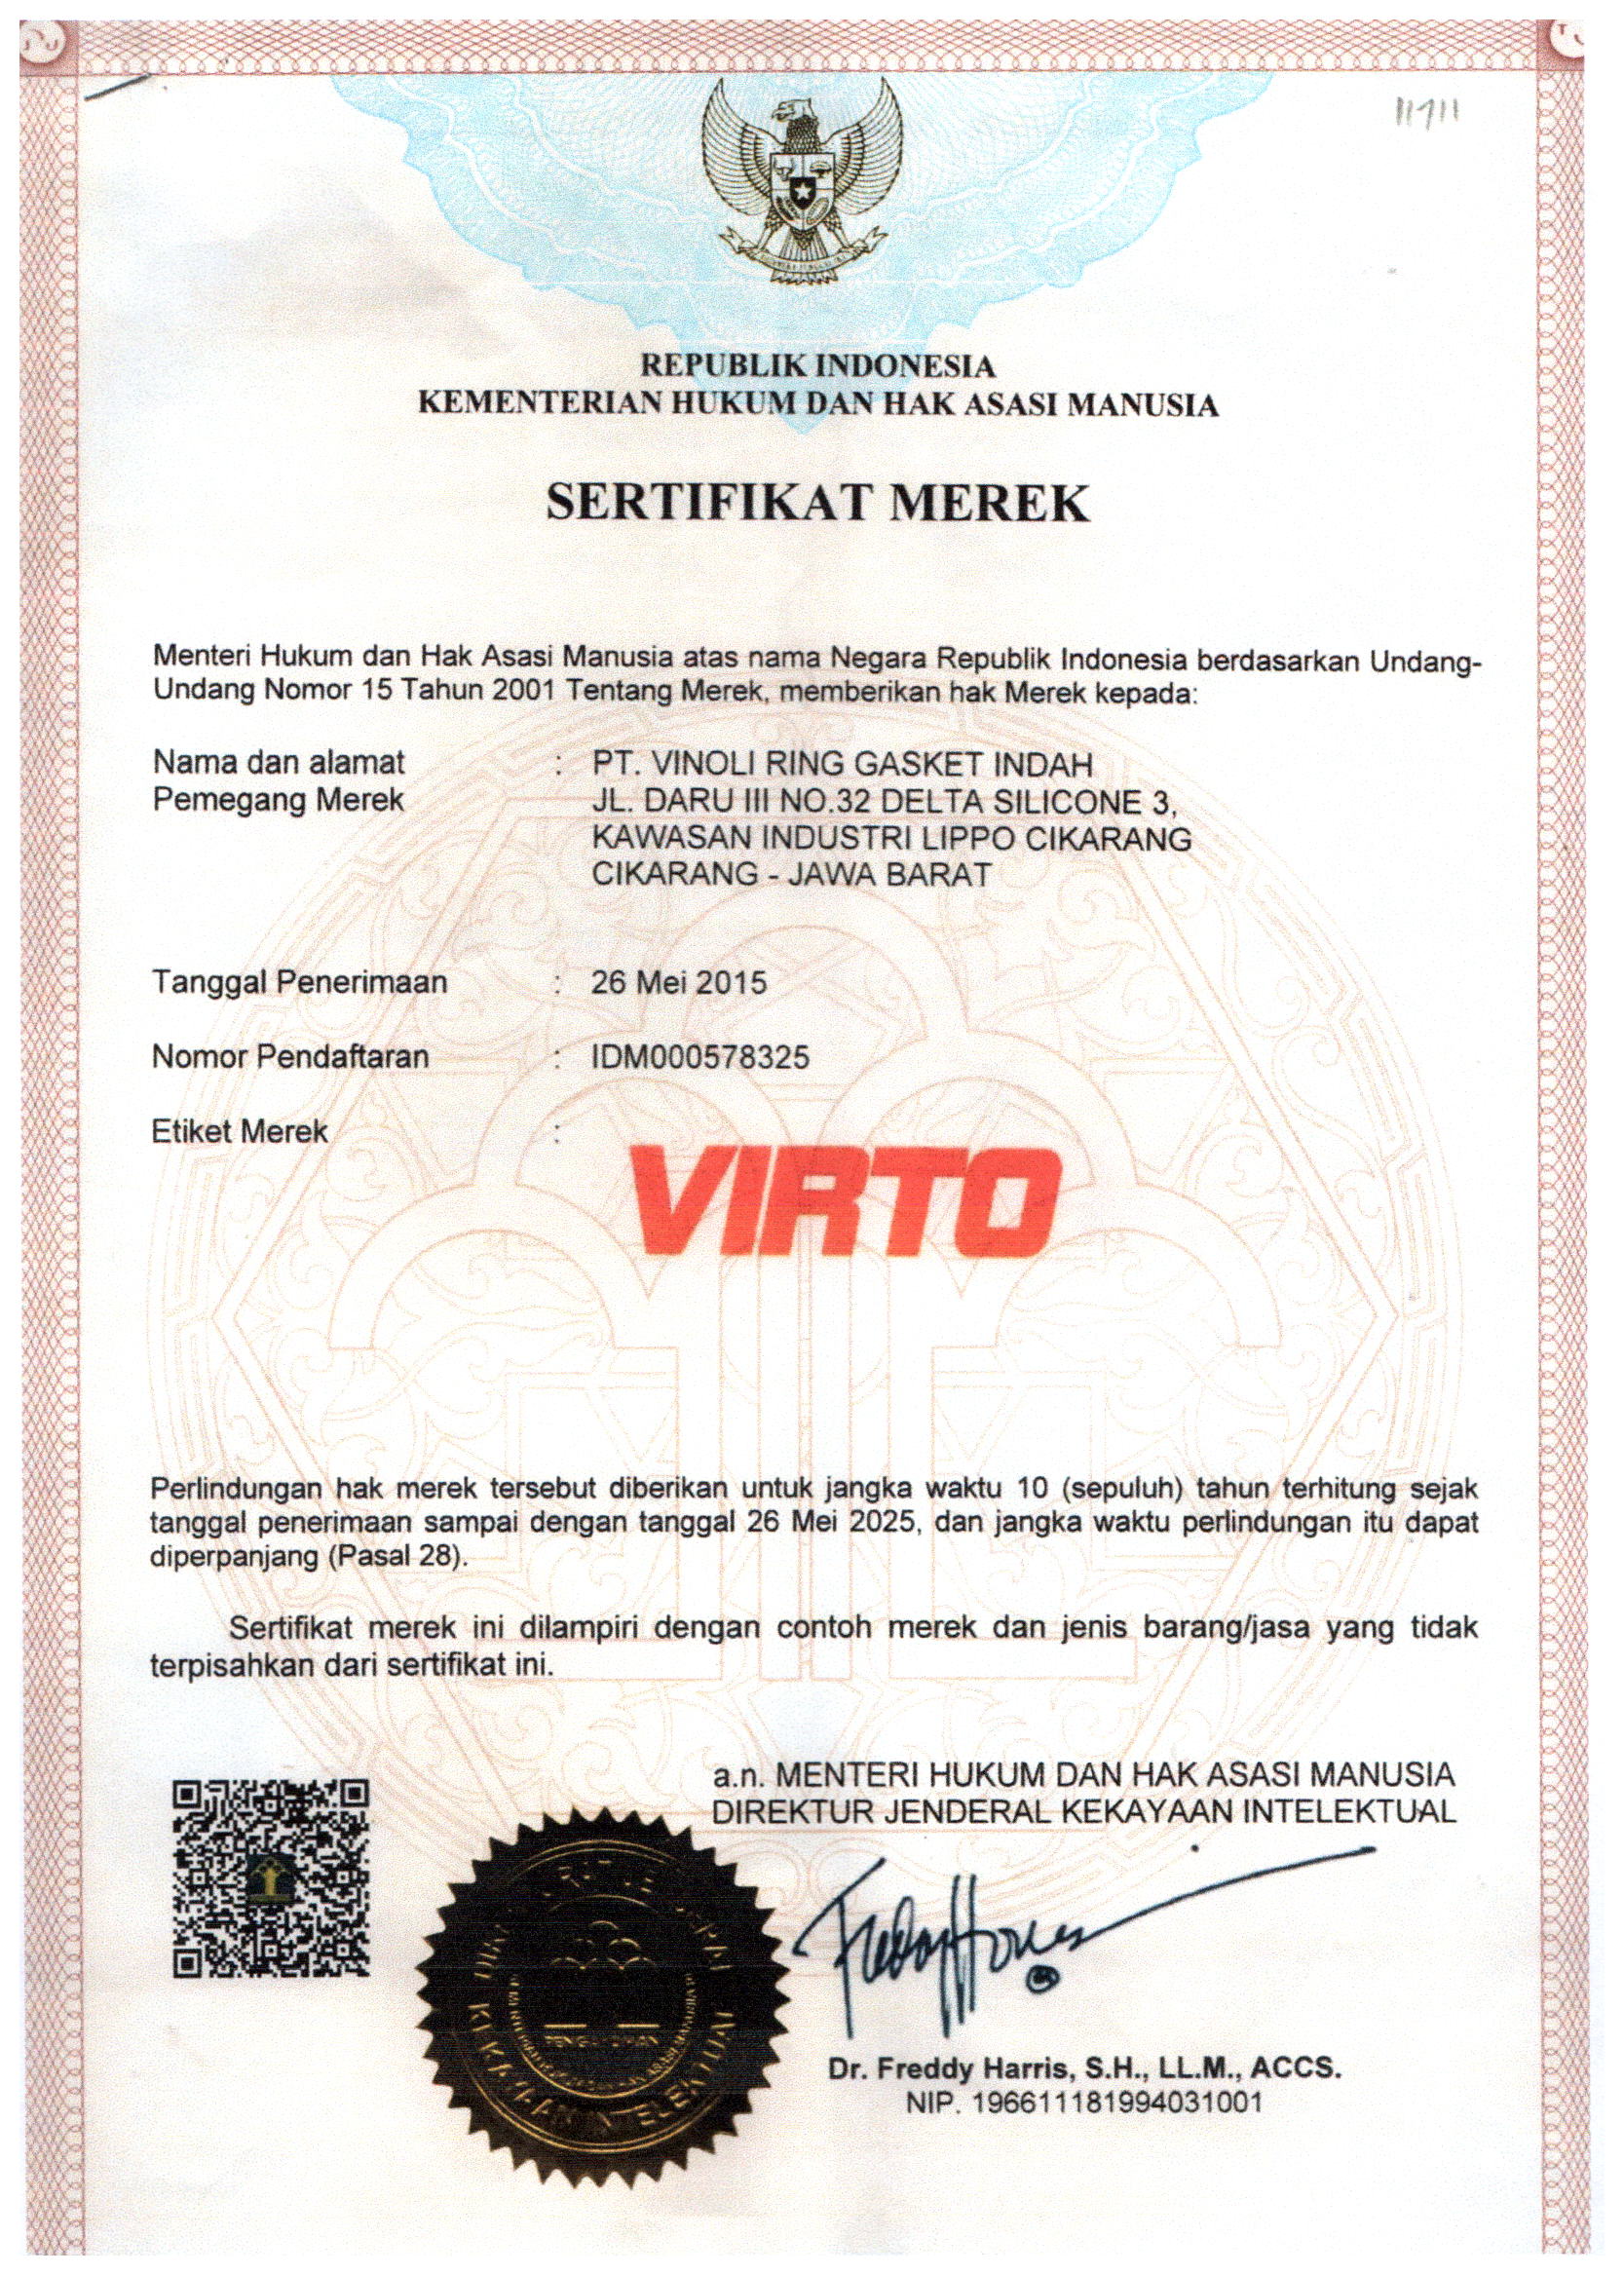 REPUBLIK INDONESIA
KEMENTERIAN HUKUM DAN HAK ASASI MANUSIA
SERTIFIKAT MEREK
Menteri Hukum dan Hak Asasi Manusia atas nama Negara Republik Indonesia berdasarkan Undang-
Undang Nomor 15 Tahun 2001 Tentang Merek, memberikan hak Merek kepada:
Nama dan alamat : PT. VINOLI RING GASKET INDAH
Pemegang Merek JL. DARU III NO.32 DELTA SILICONE 3,
KAWASAN INDUSTRI LIPPO CIKARANG
CIKARANG - JAWA BARAT
Tanggal Penerimaan : 26 Mei 2015
Nomor Pendaftaran : IDM000578325
Etiket Merek :
VIRTO
Perlindungan hak merek tersebut diberikan untuk jangka waktu 10 (sepuluh) tahun terhitung sejak
tanggal penerimaan sampai dengan tanggal 26 Mei 2025, dan jangka waktu perlindungan itu dapat
diperpanjang (Pasal 28).
Sertifikat merek ini dilampiri dengan contoh merek dan jenis barang/jasa yang tidak
terpisahkan dari sertifikat ini.
a.n. MENTERI HUKUM DAN HAK ASASI MANUSIA
DIREKTUR JENDERAL KEKAYAAN INTELEKTUAL
KEKAYAAN INTELEKTUAL
Dr. Freddy Harris, S.H., LL.M., ACCS.
NIP. 196611181994031001